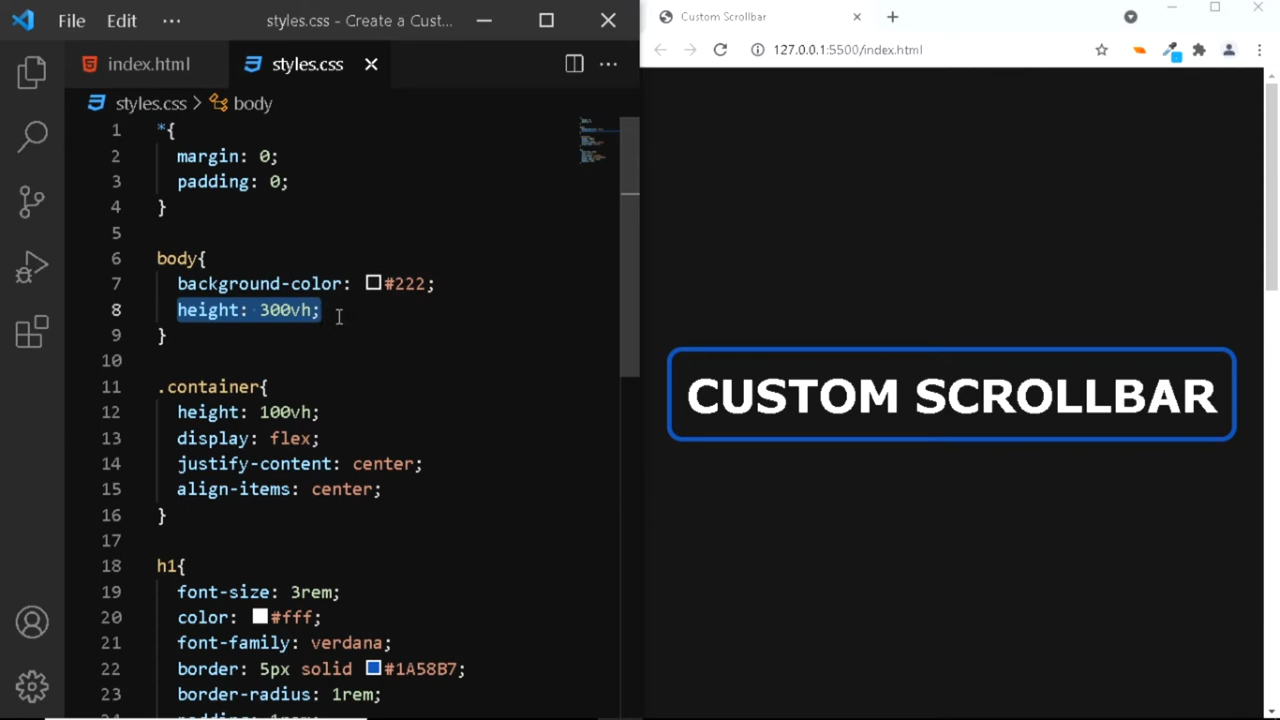 File Edit ··· styles.css - Create a Cust...
index.html styles.css
styles.css > body
1 *{
2 margin: 0;
3 padding: 0;
4 }
5
6 body{
7 background-color: #222;
8 height: 300vh;
9 }
10
11 .container{
12 height: 100vh;
13 display: flex;
14 justify-content: center;
15 align-items: center;
16 }
17
18 h1{
19 font-size: 3rem;
20 color: #fff;
21 font-family: verdana;
22 border: 5px solid #1A58B7;
23 border-radius: 1rem;
Custom Scrollbar
127.0.0.1:5500/index.html
CUSTOM SCROLLBAR